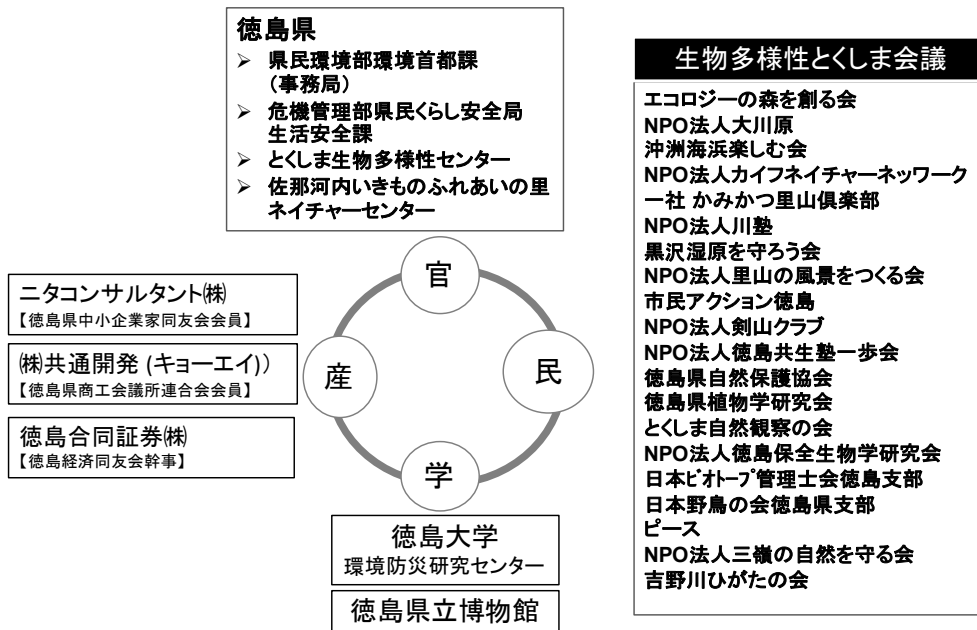 徳島県
➢ 県民環境部環境首都課
（事務局）
➢ 危機管理部県民くらし安全局
生活安全課
➢ とくしま生物多様性センター
➢ 佐那河内いきものふれあいの里
ネイチャーセンター
官
産
民
学
ニタコンサルタント㈱
【徳島県中小企業家同友会会員】
㈱共通開発 (キョーエイ)）
【徳島県商工会議所連合会会員】
徳島合同証券㈱
【徳島経済同友会幹事】
徳島大学
環境防災研究センター
徳島県立博物館
生物多様性とくしま会議
エコロジーの森を創る会
NPO法人大川原
沖洲海浜楽しむ会
NPO法人カイフネイチャーネッワーク
一社 かみかつ里山倶楽部
NPO法人川塾
黒沢湿原を守ろう会
NPO法人里山の風景をつくる会
市民アクション徳島
NPO法人剣山クラブ
NPO法人徳島共生塾一歩会
徳島県自然保護協会
徳島県植物学研究会
とくしま自然観察の会
NPO法人徳島保全生物学研究会
日本ﾋﾞｵﾄｰﾌﾟ管理士会徳島支部
日本野鳥の会徳島県支部
ピース
NPO法人三嶺の自然を守る会
吉野川ひがたの会